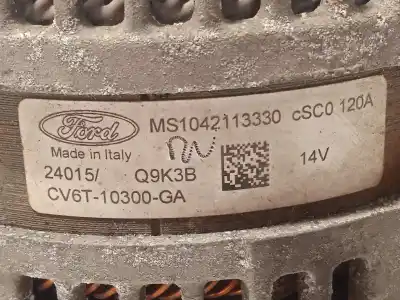 Ford MS1042113330 cSC0 120A
Made in Italy 14V
24015/ Q9K3B
CV6T-10300-GA